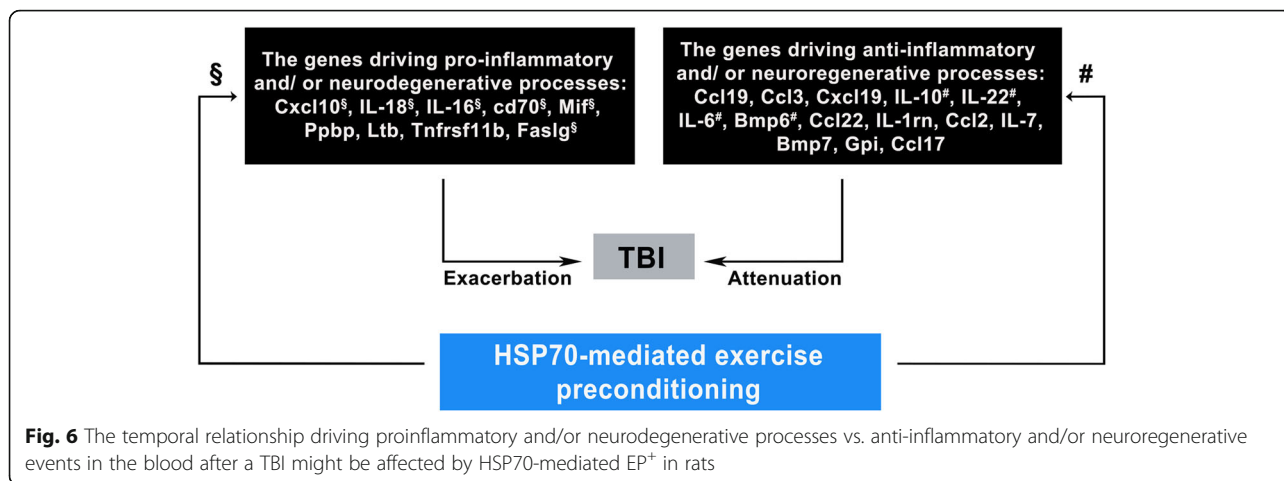 §
The genes driving pro-inflammatory
and/ or neurodegenerative processes:
Cxcl10§, IL-18§, IL-16§, cd70§, Mif§,
Ppbp, Ltb, Tnfrsf11b, Faslg§
The genes driving anti-inflammatory
and/ or neuroregenerative processes:
Ccl19, Ccl3, Cxcl19, IL-10#, IL-22#,
IL-6#, Bmp6#, Ccl22, IL-1rn, Ccl2, IL-7,
Bmp7, Gpi, Ccl17
#
TBI
Exacerbation
Attenuation
HSP70-mediated exercise
preconditioning
Fig. 6 The temporal relationship driving proinflammatory and/or neurodegenerative processes vs. anti-inflammatory and/or neuroregenerative
events in the blood after a TBI might be affected by HSP70-mediated EP+ in rats